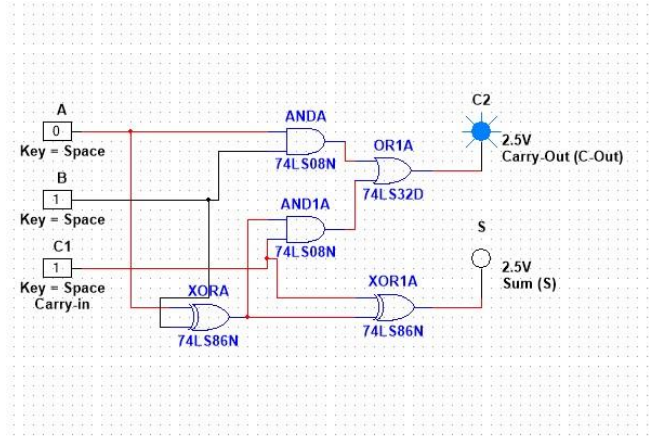 A
0
Key = Space
B
1
Key = Space
C1
1
Key = Space
Carry-in
ANDA
74LS08N
AND1A
74LS08N
XORA
74LS86N
OR1A
74LS32D
XOR1A
74LS86N
C2
2.5V
Carry-Out (C-Out)
S
2.5V
Sum (S)